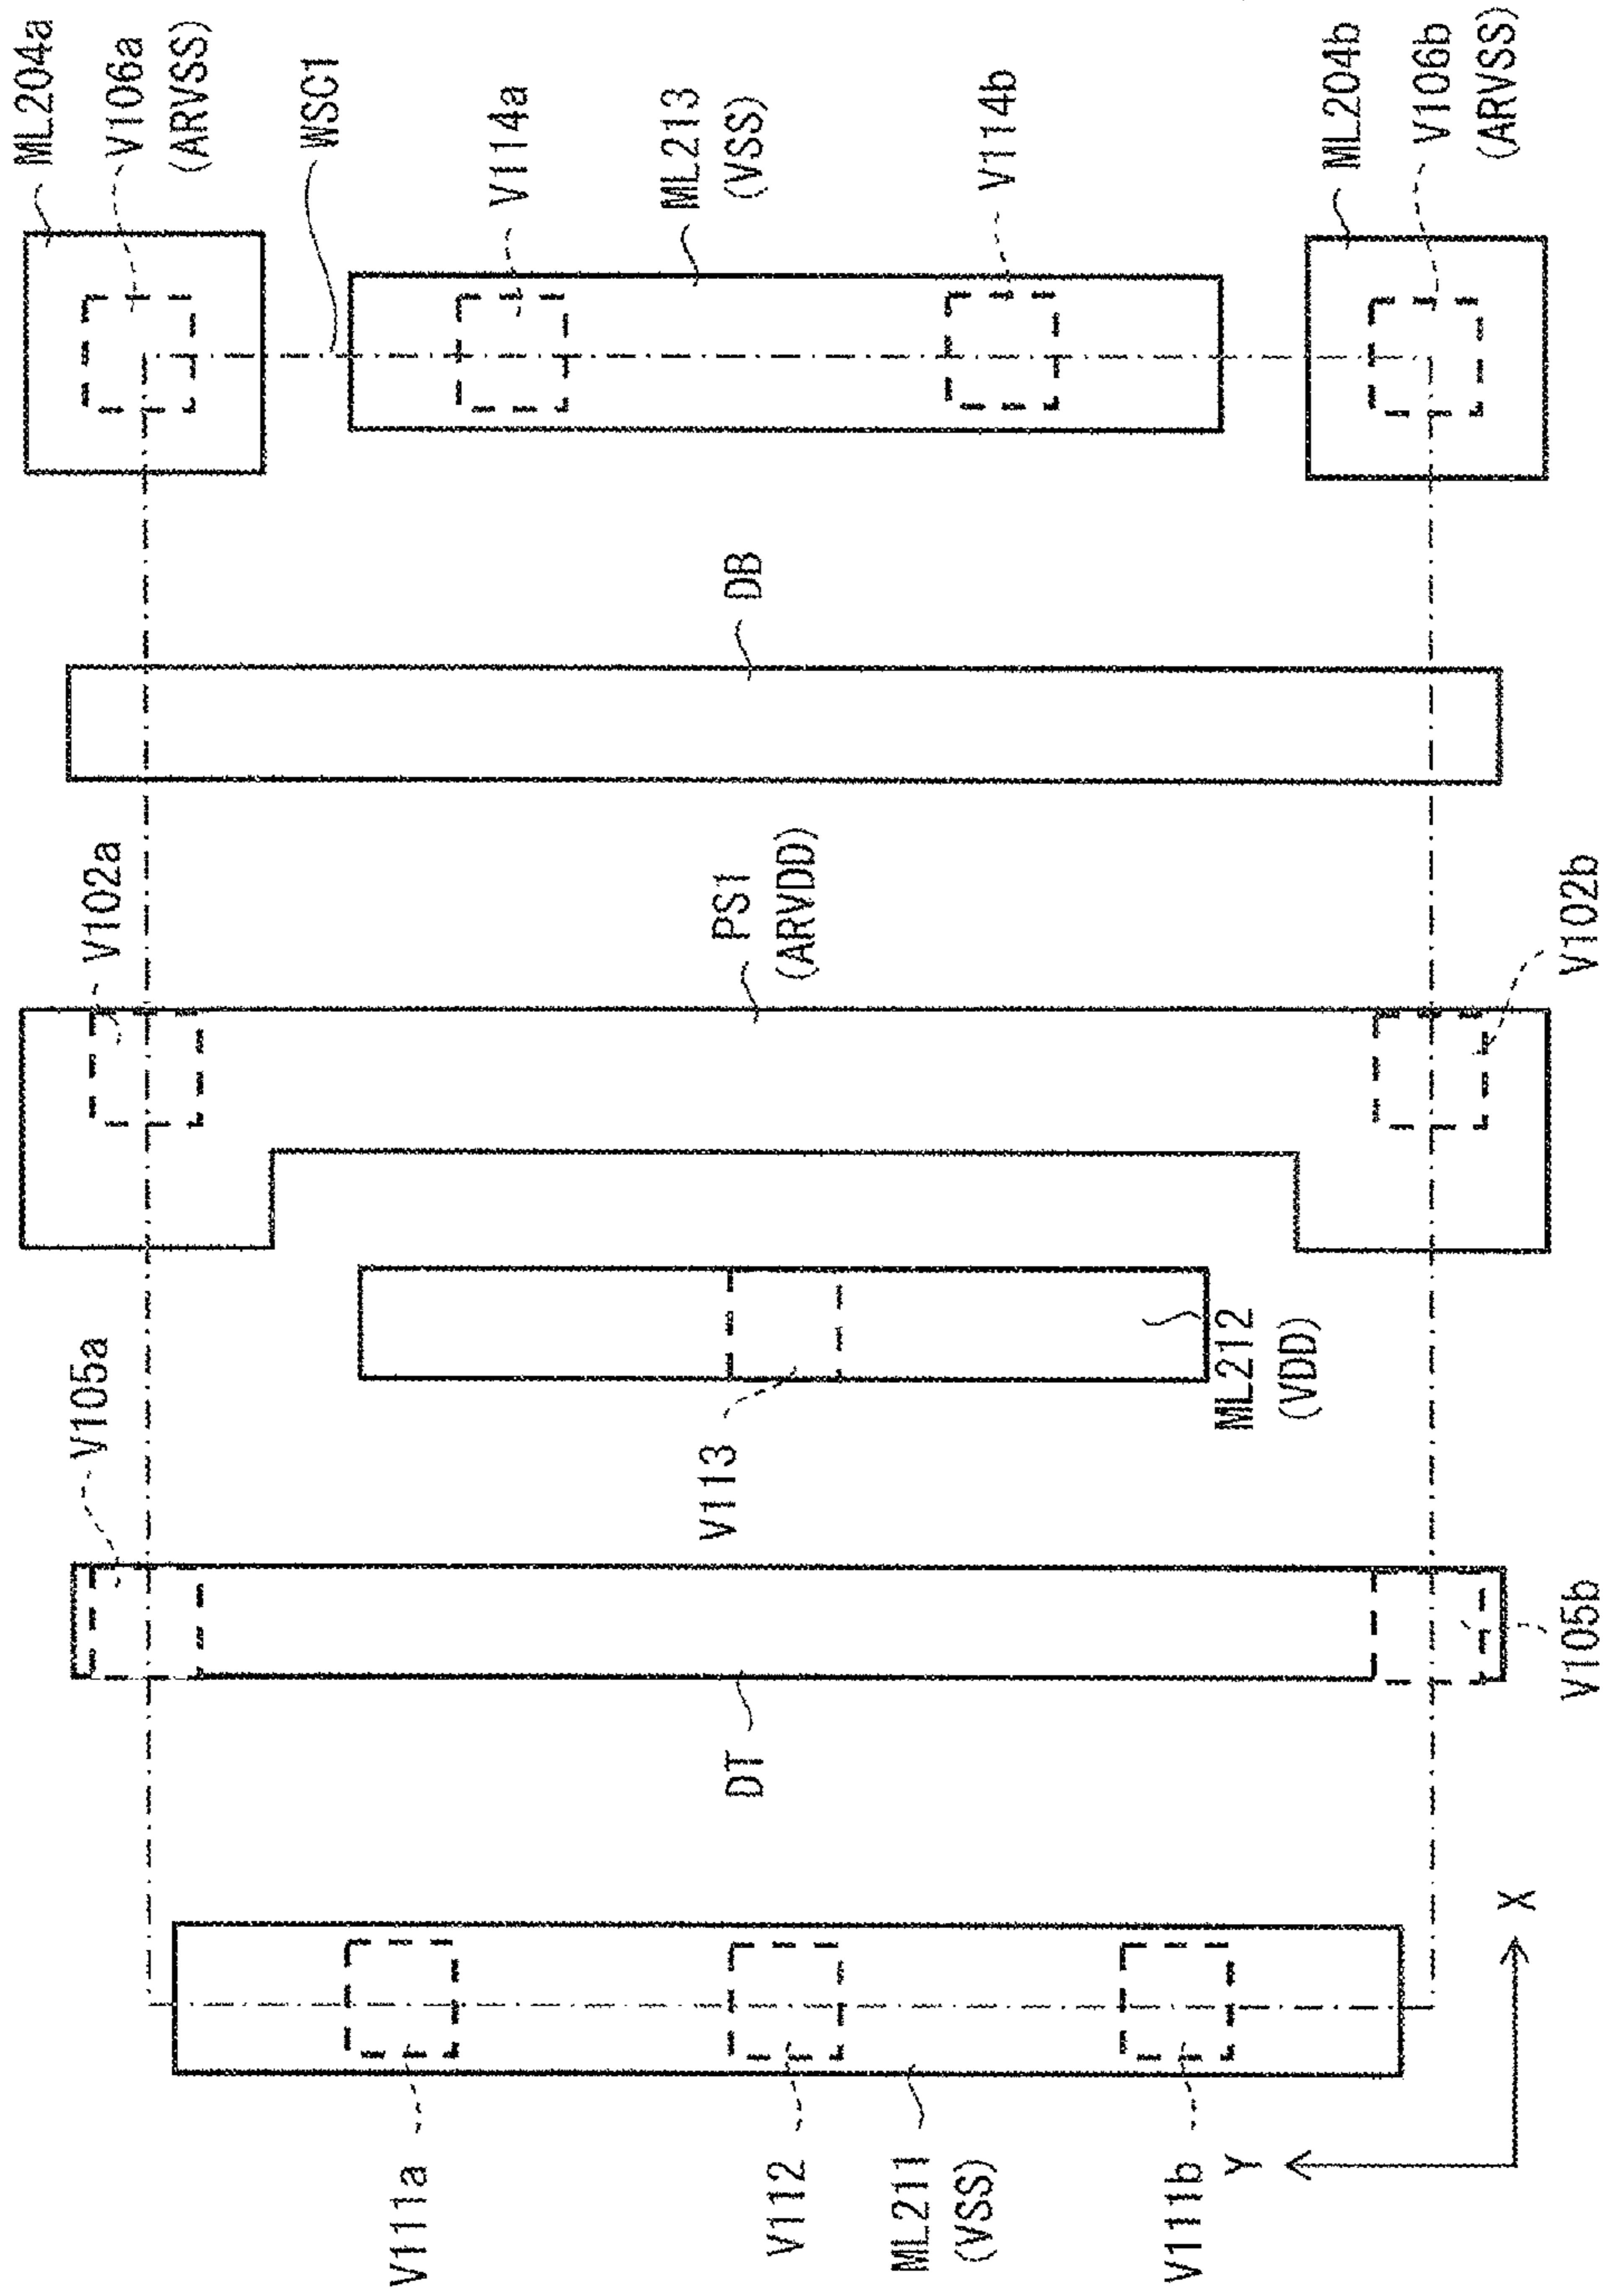 ML204a
V106a
(ARVSS)
WSC1
V114a
ML213
(VSS)
V114b
ML204b
V106b
(ARVSS)
DB
V102a
PS1
(ARVDD)
V102b
V105a
V113
ML212
(VDD)
DT
V105b
V111a
V112
ML211
(VSS)
V111b
Y
X